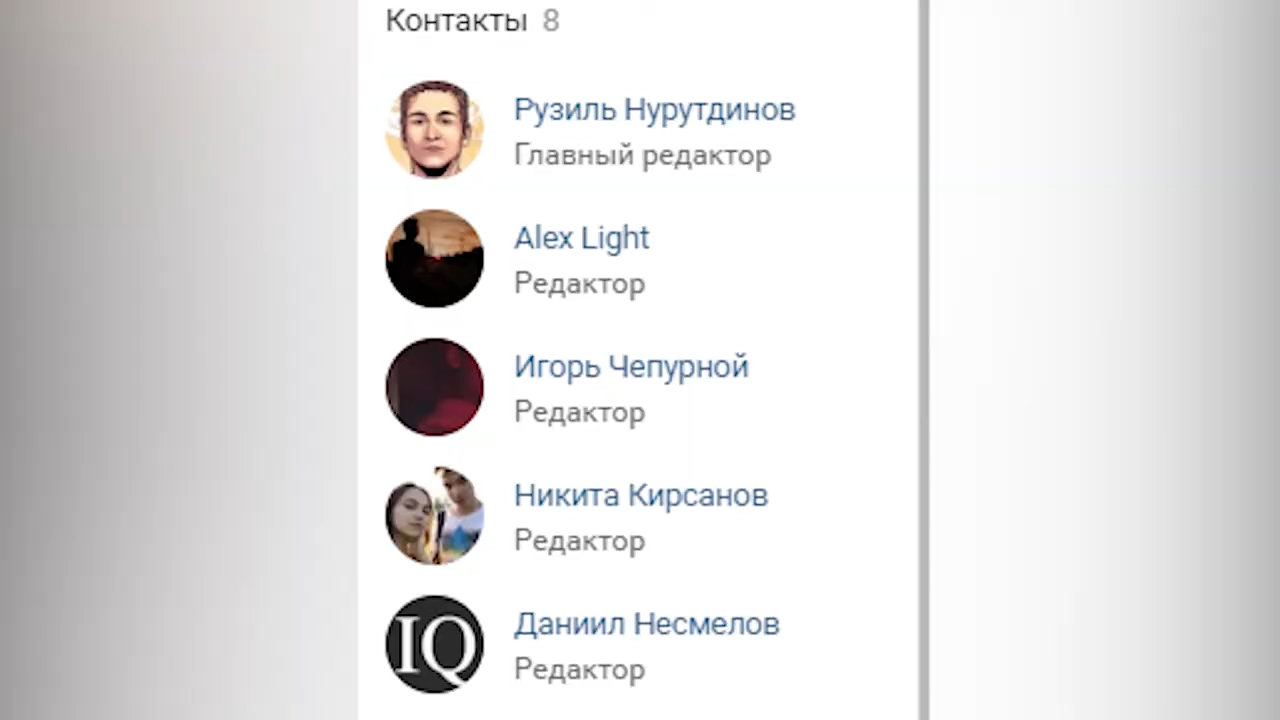 Контакты 8
Рузиль Нурутдинов
Главный редактор
Alex Light
Редактор
Игорь Чепурной
Редактор
Никита Кирсанов
Редактор
IQ
Даниил Несмелов
Редактор